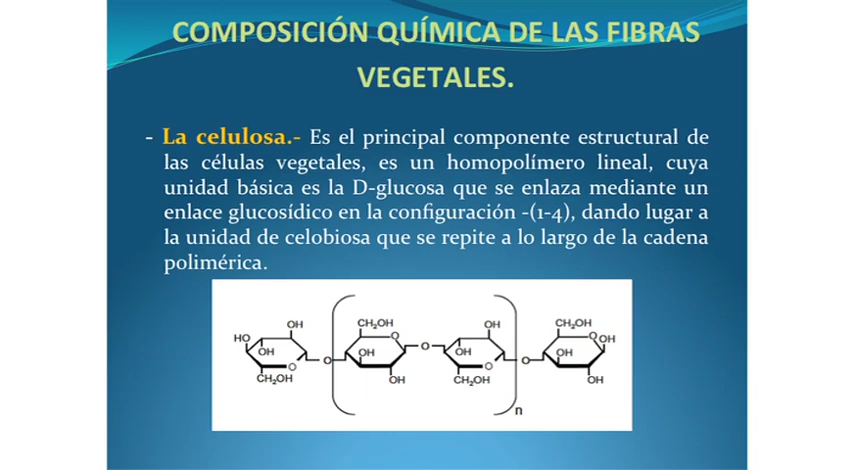 COMPOSICIÓN QUÍMICA DE LAS FIBRAS
VEGETALES.
- La celulosa.- Es el principal componente estructural de
las células vegetales, es un homopolímero lineal, cuya
unidad básica es la D-glucosa que se enlaza mediante un
enlace glucosídico en la configuración -(1-4), dando lugar a
la unidad de celobiosa que se repite a lo largo de la cadena
polimérica.
OH CH₂OH OH CH₂OH
HO O O OH
OH O OH O OH O OH
CH₂OH O OH CH₂OH O OH
n